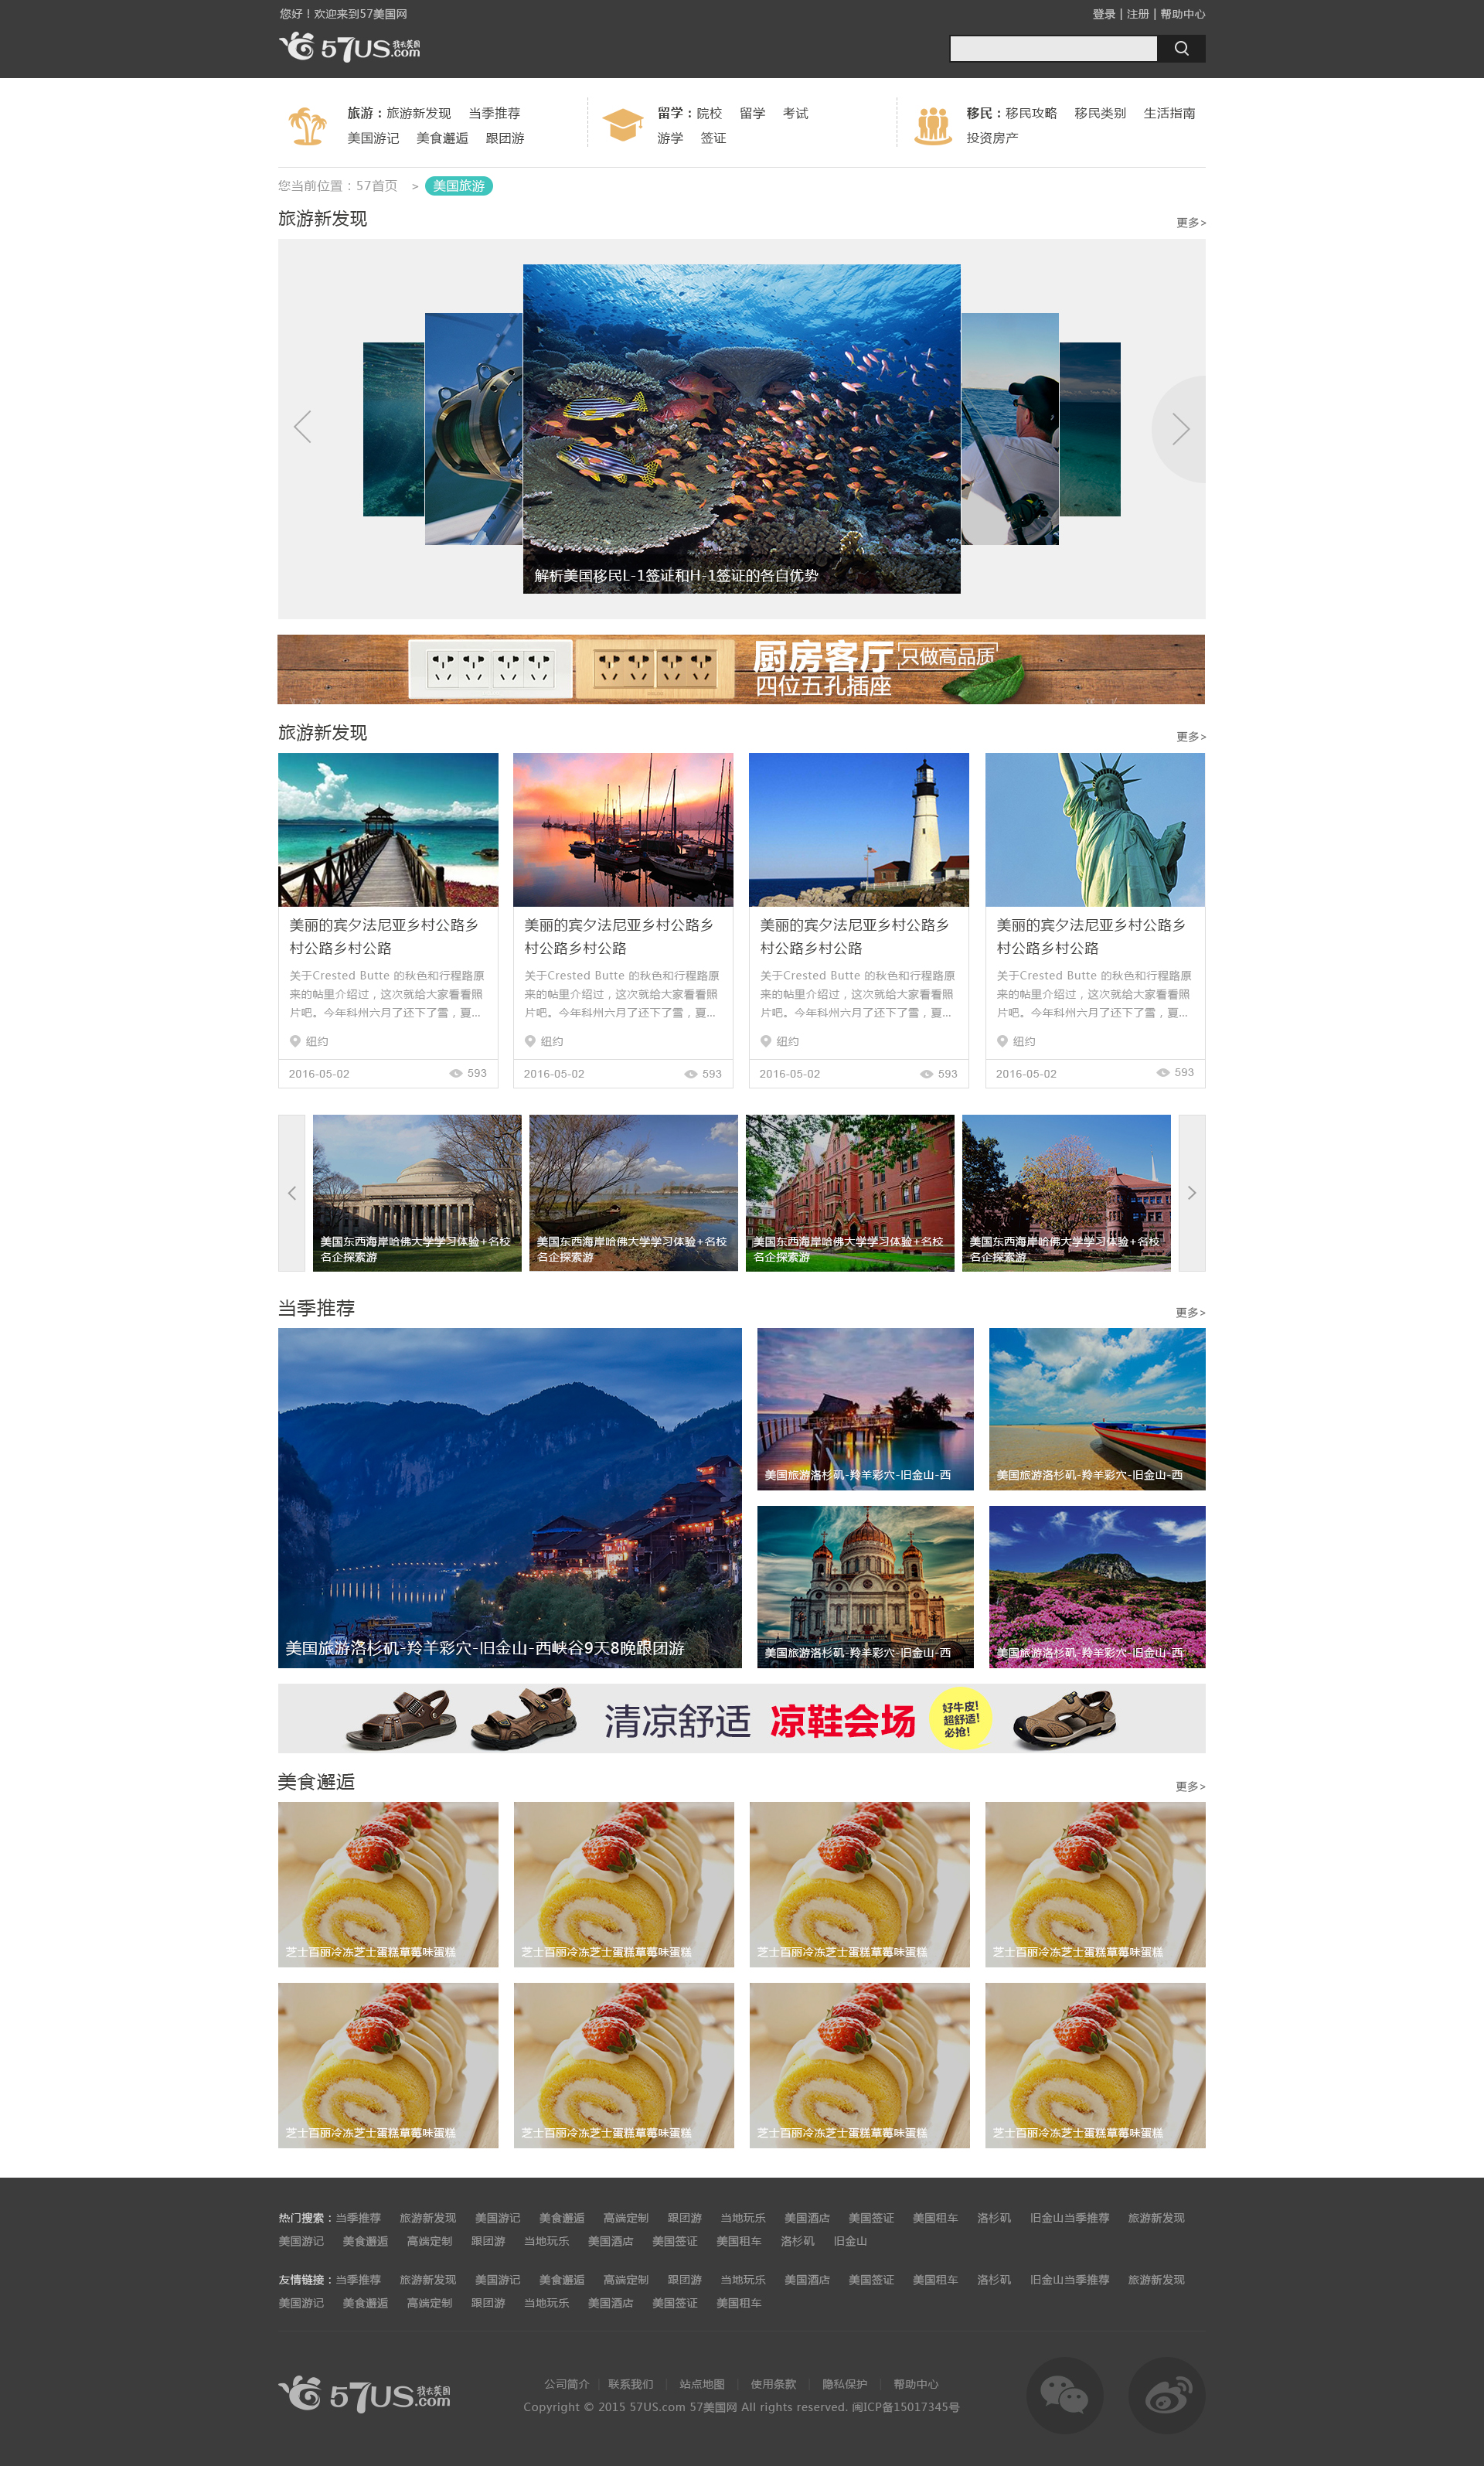 您好！欢迎来到57美国网
登录 | 注册 | 帮助中心
57US我在美国.com
旅游：旅游新发现 当季推荐
美国游记 美食邂逅 跟团游
留学：院校 留学 考试
游学 签证
移民：移民攻略 移民类别 生活指南
投资房产
您当前位置：57首页 > 美国旅游
旅游新发现
更多>
解析美国移民L-1签证和H-1签证的各自优势
厨房客厅 只做高品质
四位五孔插座
旅游新发现
更多>
美丽的宾夕法尼亚乡村公路乡
村公路乡村公路
关于Crested Butte 的秋色和行程路原
来的帖里介绍过，这次就给大家看看照
片吧。今年科州六月了还下了雪，夏...
纽约
2016-05-02 593
美丽的宾夕法尼亚乡村公路乡
村公路乡村公路
关于Crested Butte 的秋色和行程路原
来的帖里介绍过，这次就给大家看看照
片吧。今年科州六月了还下了雪，夏...
纽约
2016-05-02 593
美丽的宾夕法尼亚乡村公路乡
村公路乡村公路
关于Crested Butte 的秋色和行程路原
来的帖里介绍过，这次就给大家看看照
片吧。今年科州六月了还下了雪，夏...
纽约
2016-05-02 593
美丽的宾夕法尼亚乡村公路乡
村公路乡村公路
关于Crested Butte 的秋色和行程路原
来的帖里介绍过，这次就给大家看看照
片吧。今年科州六月了还下了雪，夏...
纽约
2016-05-02 593
美国东西海岸哈佛大学学习体验+名校
名企探索游
美国东西海岸哈佛大学学习体验+名校
名企探索游
美国东西海岸哈佛大学学习体验+名校
名企探索游
美国东西海岸哈佛大学学习体验+名校
名企探索游
当季推荐
更多>
美国旅游洛杉矶-羚羊彩穴-旧金山-西峡谷9天8晚跟团游
美国旅游洛杉矶-羚羊彩穴-旧金山-西
美国旅游洛杉矶-羚羊彩穴-旧金山-西
美国旅游洛杉矶-羚羊彩穴-旧金山-西
美国旅游洛杉矶-羚羊彩穴-旧金山-西
清凉舒适 凉鞋会场
好牛皮!
超舒适!
必抢!
美食邂逅
更多>
芝士百丽冷冻芝士蛋糕草莓味蛋糕
芝士百丽冷冻芝士蛋糕草莓味蛋糕
芝士百丽冷冻芝士蛋糕草莓味蛋糕
芝士百丽冷冻芝士蛋糕草莓味蛋糕
芝士百丽冷冻芝士蛋糕草莓味蛋糕
芝士百丽冷冻芝士蛋糕草莓味蛋糕
芝士百丽冷冻芝士蛋糕草莓味蛋糕
芝士百丽冷冻芝士蛋糕草莓味蛋糕
热门搜索：当季推荐 旅游新发现 美国游记 美食邂逅 高端定制 跟团游 当地玩乐 美国酒店 美国签证 美国租车 洛杉矶 旧金山当季推荐 旅游新发现
美国游记 美食邂逅 高端定制 跟团游 当地玩乐 美国酒店 美国签证 美国租车 洛杉矶 旧金山
友情链接：当季推荐 旅游新发现 美国游记 美食邂逅 高端定制 跟团游 当地玩乐 美国酒店 美国签证 美国租车 洛杉矶 旧金山当季推荐 旅游新发现
美国游记 美食邂逅 高端定制 跟团游 当地玩乐 美国酒店 美国签证 美国租车
57US我在美国.com
公司简介 | 联系我们 | 站点地图 | 使用条款 | 隐私保护 | 帮助中心
Copyright © 2015 57US.com 57美国网 All rights reserved. 闽ICP备15017345号